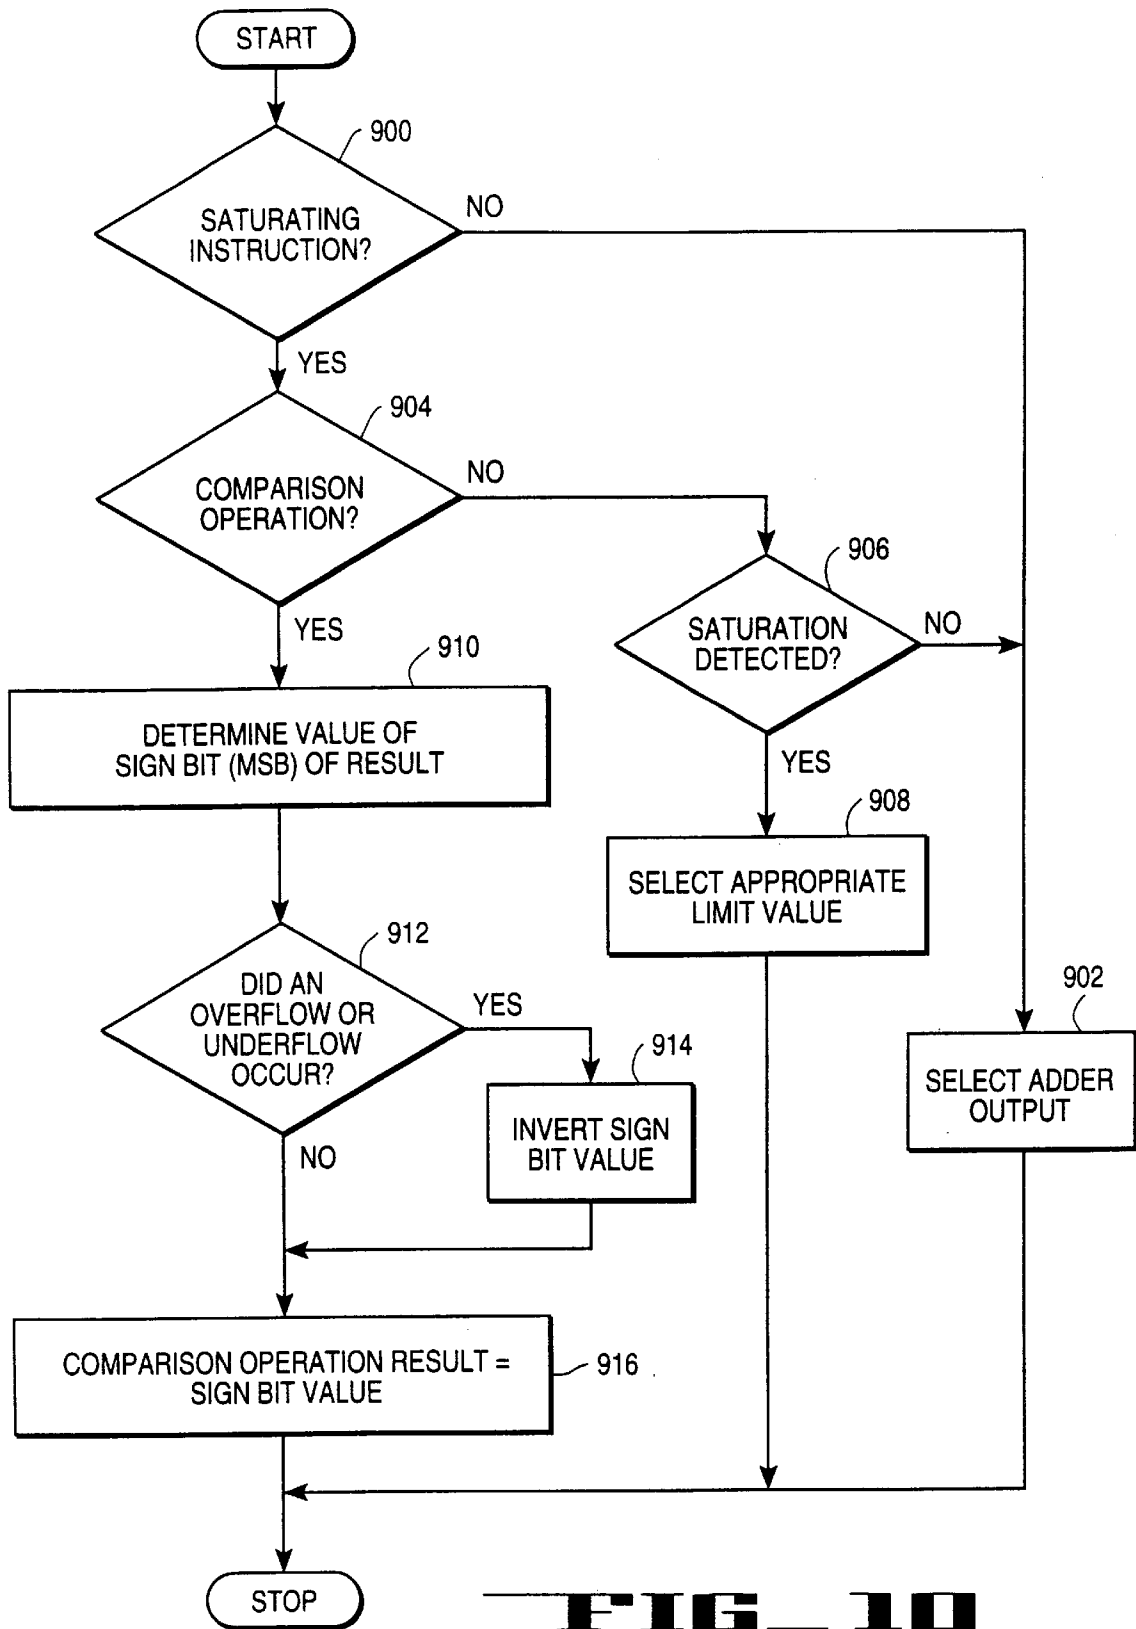 START
900
SATURATING
INSTRUCTION?
NO
YES
904
COMPARISON
OPERATION?
NO
YES
906
SATURATION
DETECTED?
NO
YES
910
DETERMINE VALUE OF
SIGN BIT (MSB) OF RESULT
908
SELECT APPROPRIATE
LIMIT VALUE
912
DID AN
OVERFLOW OR
UNDERFLOW
OCCUR?
YES
NO
914
INVERT SIGN
BIT VALUE
902
SELECT ADDER
OUTPUT
COMPARISON OPERATION RESULT =
SIGN BIT VALUE
916
STOP
FIG_10